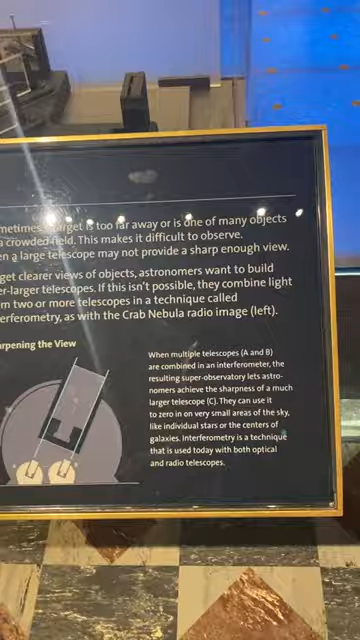 metimes a target is too far away or is one of many objects
a crowded field. This makes it difficult to observe.
en a large telescope may not provide a sharp enough view.
get clearer views of objects, astronomers want to build
er-larger telescopes. If this isn't possible, they combine light
m two or more telescopes in a technique called
erferometry, as with the Crab Nebula radio image (left).
arpening the View
When multiple telescopes (A and B)
are combined in an interferometer, the
resulting super-observatory lets astro-
nomers achieve the sharpness of a much
larger telescope (C). They can use it
to zero in on very small areas of the sky,
like individual stars or the centers of
galaxies. Interferometry is a technique
that is used today with both optical
and radio telescopes.